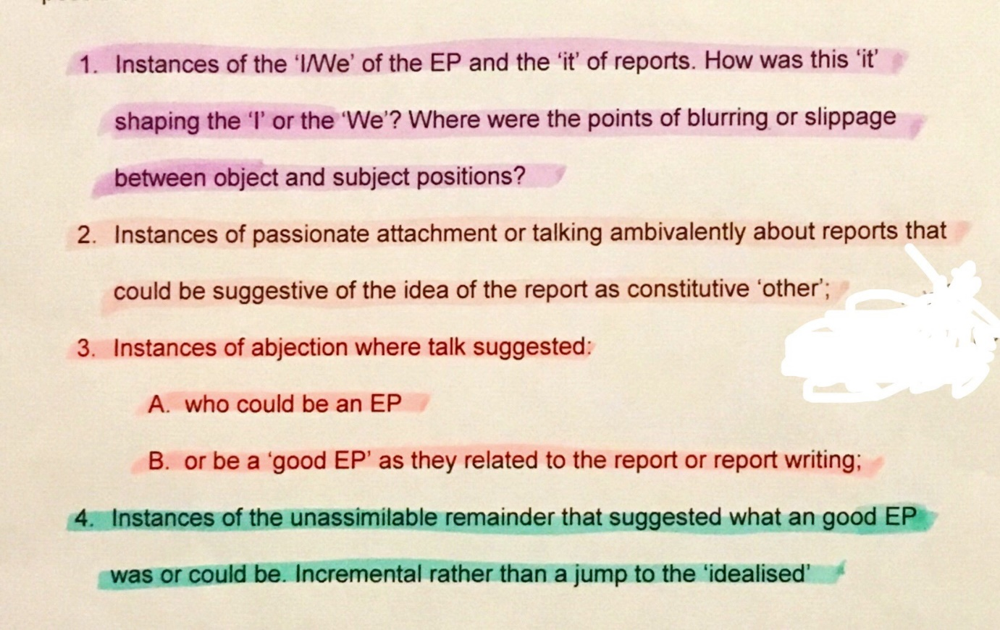 1. Instances of the ‘I/We’ of the EP and the ‘it’ of reports. How was this ‘it’
shaping the ‘I’ or the ‘We’? Where were the points of blurring or slippage
between object and subject positions?
2. Instances of passionate attachment or talking ambivalently about reports that
could be suggestive of the idea of the report as constitutive ‘other’;
3. Instances of abjection where talk suggested:
A. who could be an EP
B. or be a ‘good EP’ as they related to the report or report writing;
4. Instances of the unassimilable remainder that suggested what an good EP
was or could be. Incremental rather than a jump to the ‘idealised’